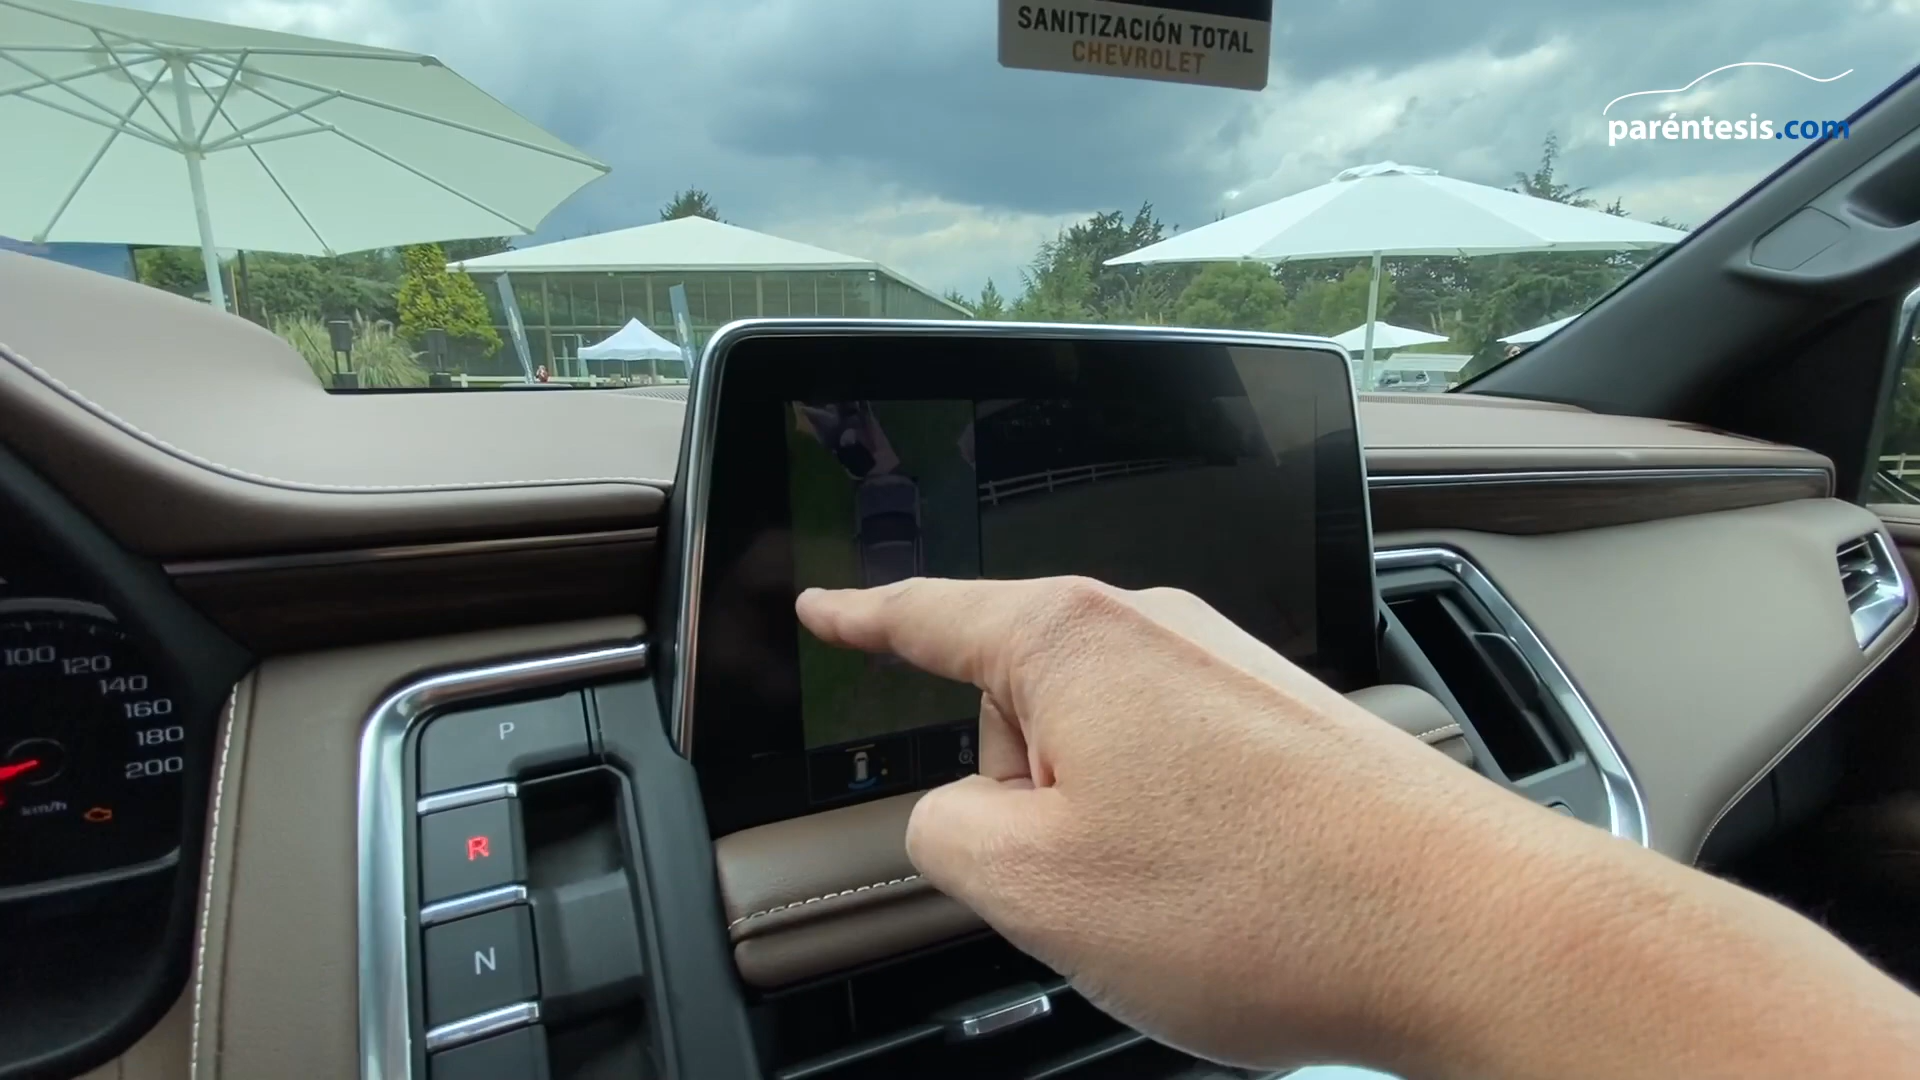 SANITIZACIÓN TOTAL
CHEVROLET
paréntesis.com
100
120
140
160
180
200
km/h
P
R
N